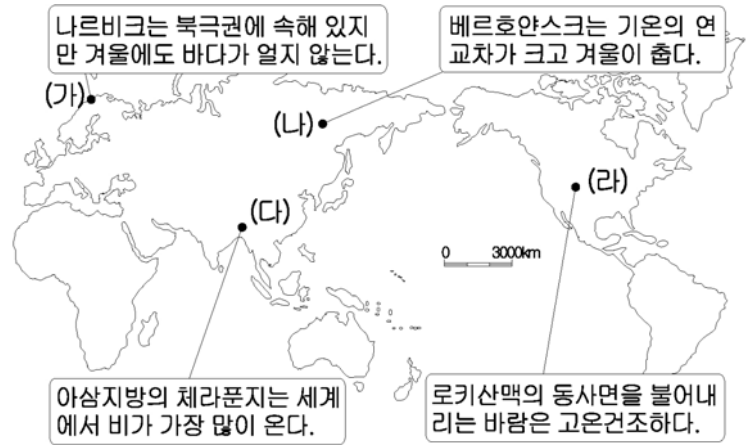 나르비크는 북극권에 속해 있지
만 겨울에도 바다가 얼지 않는다.
베르호얀스크는 기온의 연
교차가 크고 겨울이 춥다.
(가)
(나)
(다)
(라)
0 3000km
아삼지방의 체라푼지는 세계
에서 비가 가장 많이 온다.
로키산맥의 동사면을 불어내
리는 바람은 고온건조하다.